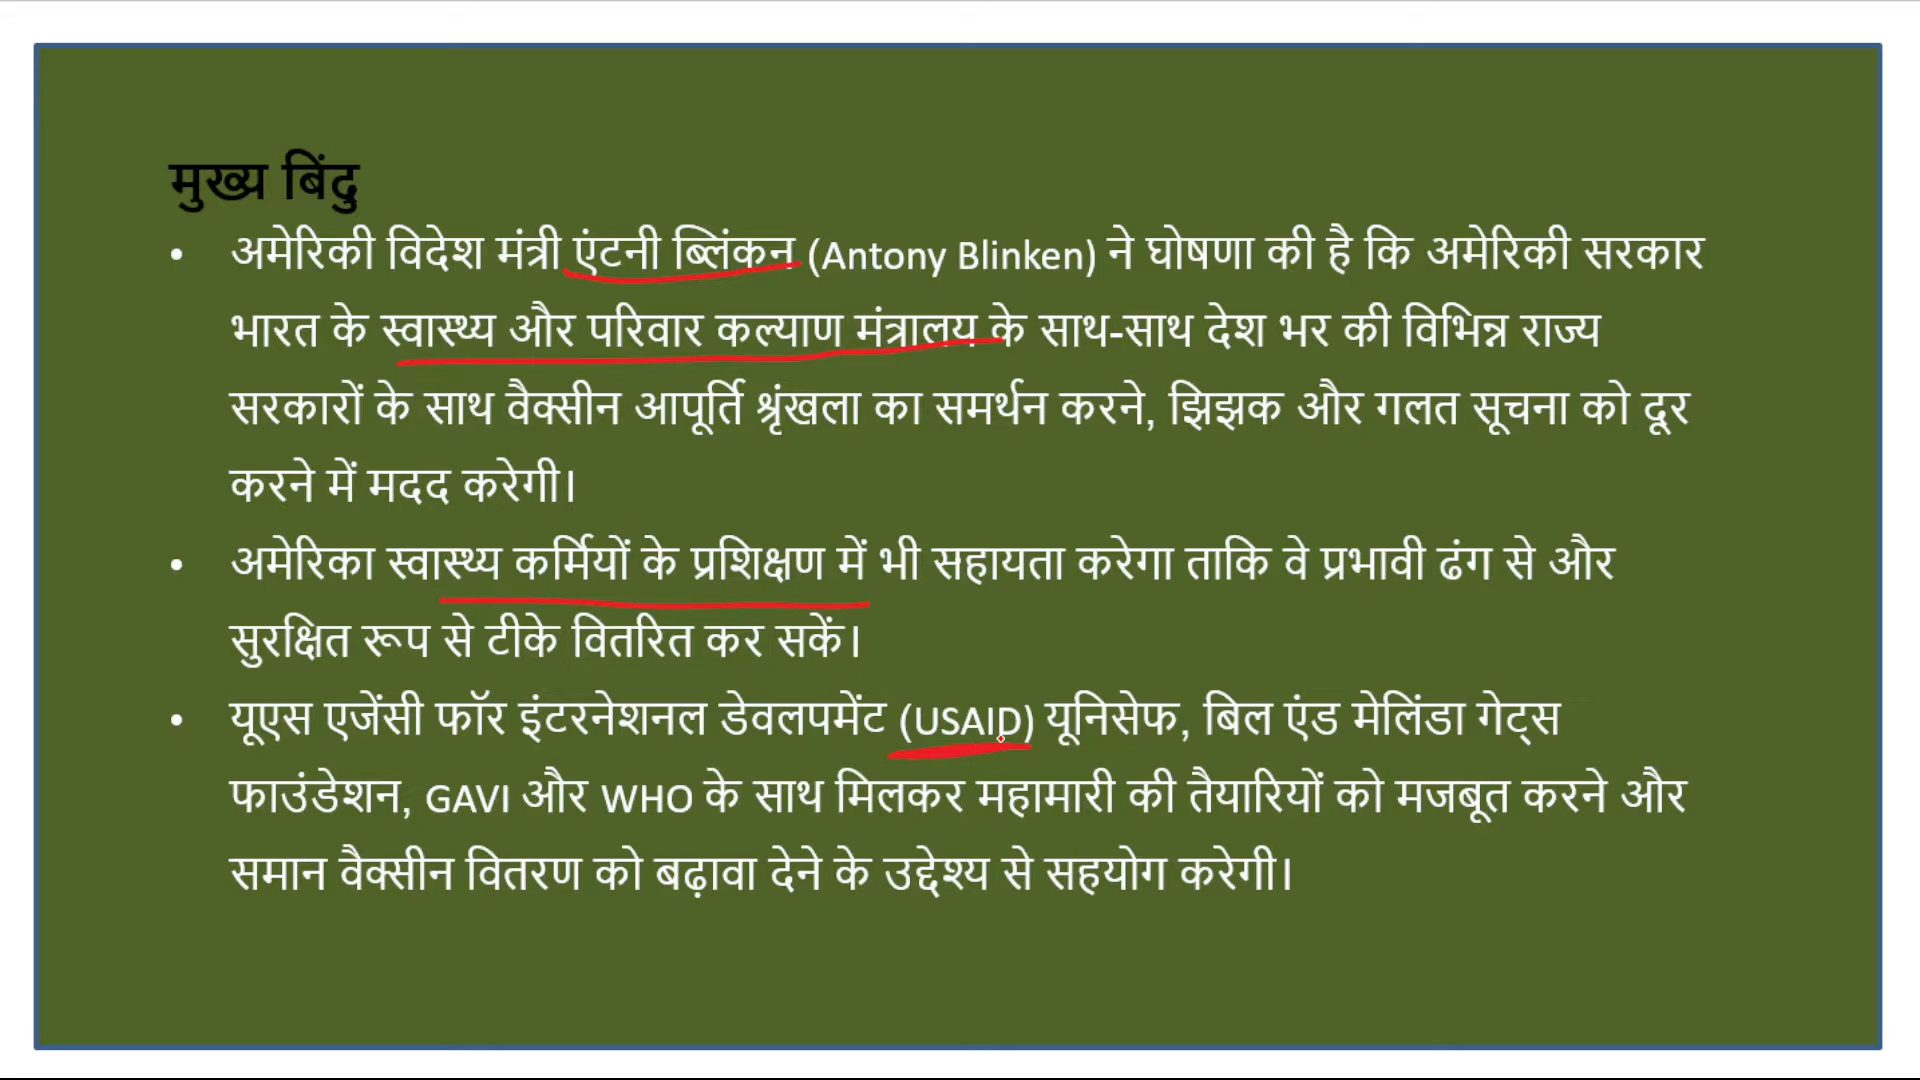 मुख्य बिंदु
• अमेरिकी विदेश मंत्री एंटनी ब्लिंकन (Antony Blinken) ने घोषणा की है कि अमेरिकी सरकार
भारत के स्वास्थ्य और परिवार कल्याण मंत्रालय के साथ-साथ देश भर की विभिन्न राज्य
सरकारों के साथ वैक्सीन आपूर्ति श्रृंखला का समर्थन करने, झिझक और गलत सूचना को दूर
करने में मदद करेगी।
• अमेरिका स्वास्थ्य कर्मियों के प्रशिक्षण में भी सहायता करेगा ताकि वे प्रभावी ढंग से और
सुरक्षित रूप से टीके वितरित कर सकें।
• यूएस एजेंसी फॉर इंटरनेशनल डेवलपमेंट (USAID) यूनिसेफ, बिल एंड मेलिंडा गेट्स
फाउंडेशन, GAVI और WHO के साथ मिलकर महामारी की तैयारियों को मजबूत करने और
समान वैक्सीन वितरण को बढ़ावा देने के उद्देश्य से सहयोग करेगी।